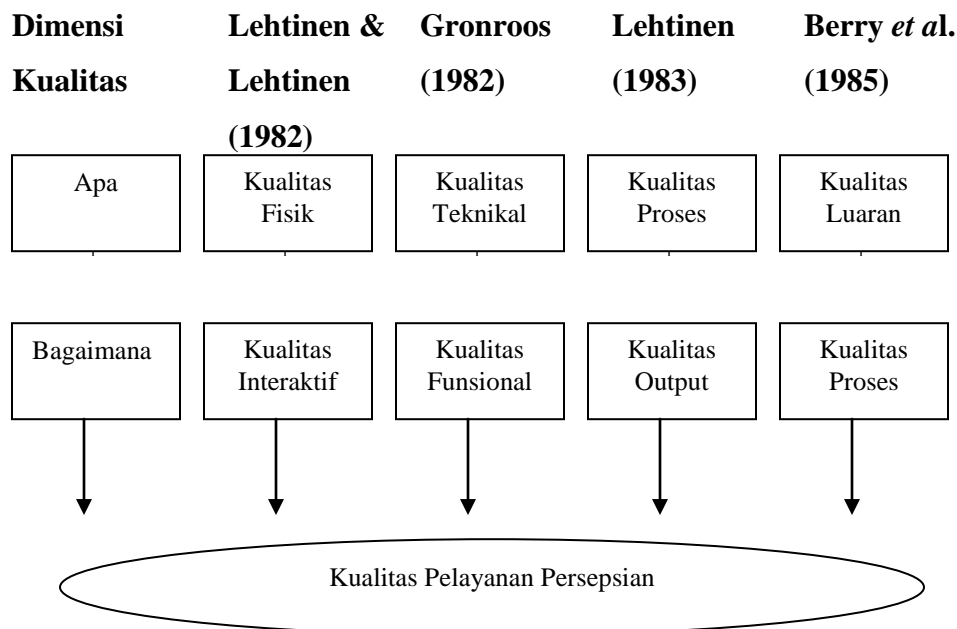 Dimensi Kualitas
Lehtinen & Lehtinen (1982)
Gronroos (1982)
Lehtinen (1983)
Berry et al. (1985)
Apa
Kualitas
Fisik
Kualitas
Teknikal
Kualitas
Proses
Kualitas
Luaran
Bagaimana
Kualitas
Interaktif
Kualitas
Funsional
Kualitas
Output
Kualitas
Proses
Kualitas Pelayanan Persepsian